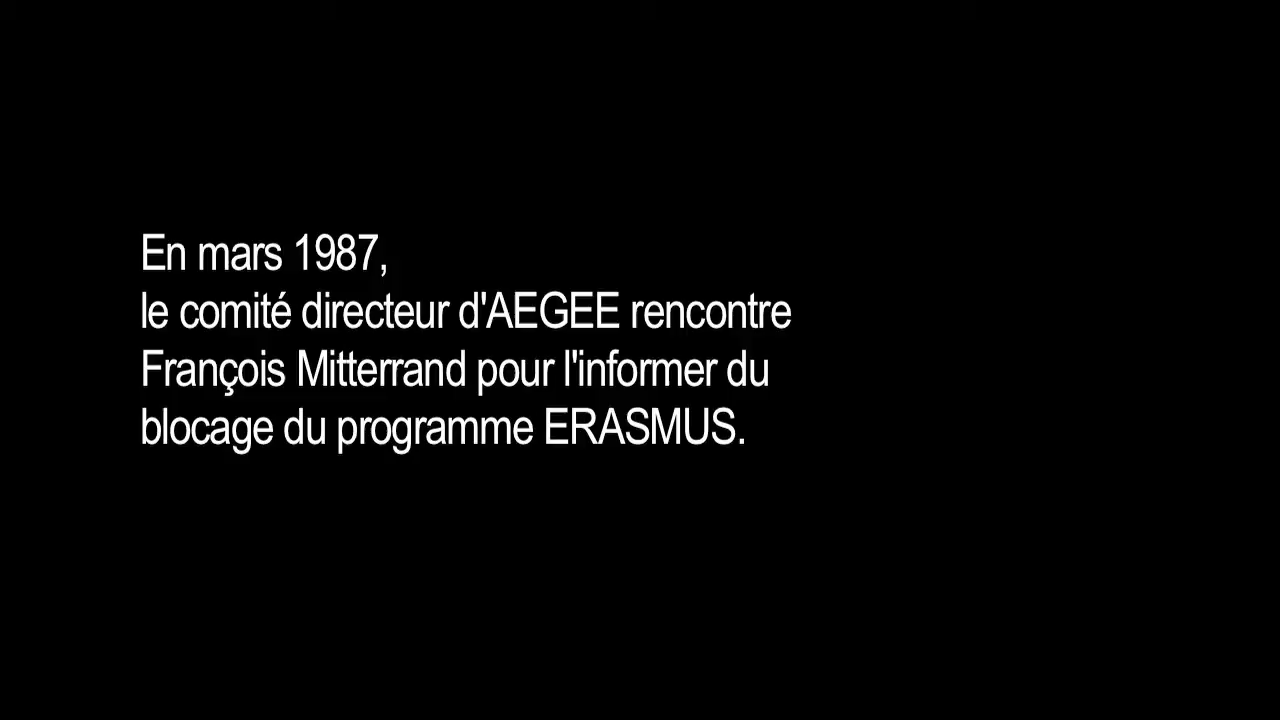 En mars 1987,
le comité directeur d'AEGEE rencontre
François Mitterrand pour l'informer du
blocage du programme ERASMUS.